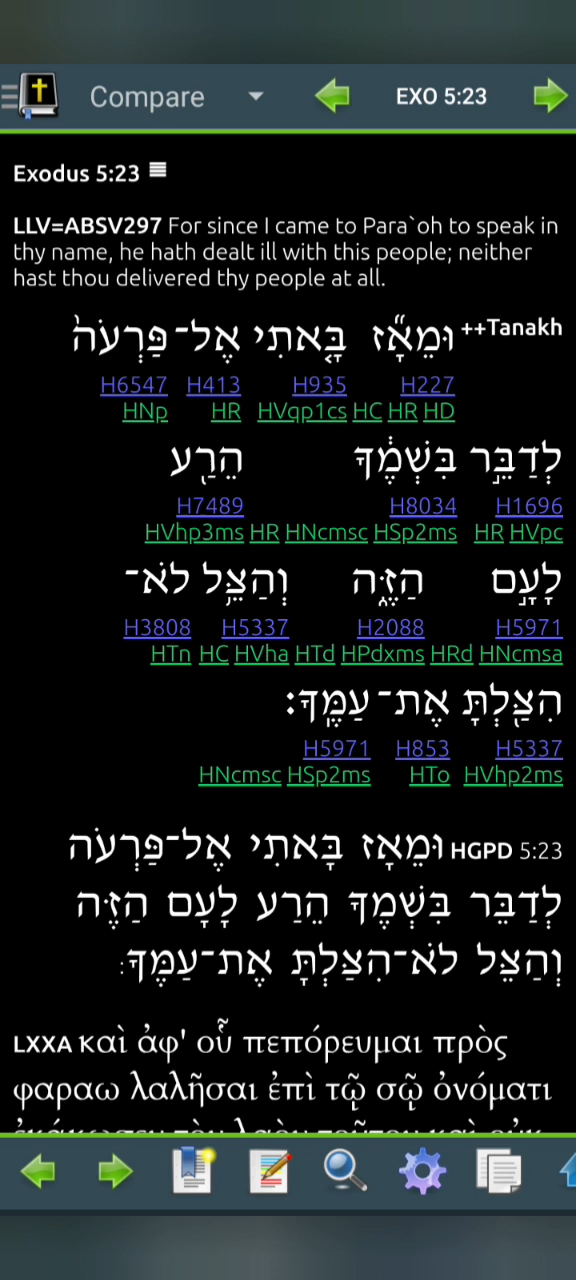 Compare EXO 5:23
Exodus 5:23
LLV=ABSV297 For since I came to Para`oh to speak in
thy name, he hath dealt ill with this people; neither
hast thou delivered thy people at all.
++Tanakh וּמֵאָ֞ז בָּ֤אתִי אֶל־ פַּרְעֹה֙
H6547 H413 H935 H227
HNp HR HVqp1cs HC HR HD
לְדַבֵּ֣ר בִּשְׁמֶ֔ךָ הֵרַ֖ע
H7489 H8034 H1696
HVhp3ms HR HNcmsc HSp2ms HR HVpc
לָעָ֣ם הַזֶּ֑ה וְהַצֵּ֥ל לֹא־
H3808 H5337 H2088 H5971
HTn HC HVha HTd HPdxms HRd HNcmsa
הִצַּ֖לְתָּ אֶת־ עַמֶּֽךָ׃
H5971 H853 H5337
HNcmsc HSp2ms HTo HVhp2ms
HGPD 5:23 וּמֵאָז בָּאתִי אֶל־פַּרְעֹה
לְדַבֵּר בִּשְׁמֶךָ הֵרַע לָעָם הַזֶּה
וְהַצֵּל לֹא־הִצַּלְתָּ אֶת־עַמֶּךָ׃
LXXA καὶ ἀφ' οὗ πεπόρευμαι πρὸς
φαραω λαλῆσαι ἐπὶ τῷ σῷ ὀνόματι